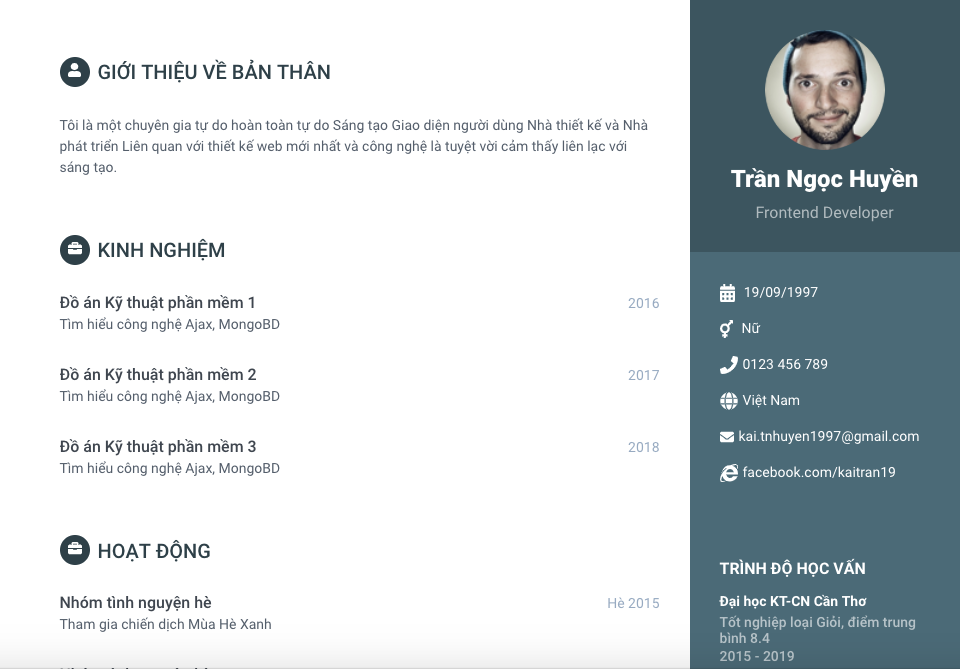 GIỚI THIỆU VỀ BẢN THÂN
Tôi là một chuyên gia tự do hoàn toàn tự do Sáng tạo Giao diện người dùng Nhà thiết kế và Nhà
phát triển Liên quan với thiết kế web mới nhất và công nghệ là tuyệt vời cảm thấy liên lạc với
sáng tạo.
KINH NGHIỆM
Đồ án Kỹ thuật phần mềm 1
2016
Tìm hiểu công nghệ Ajax, MongoBD
Đồ án Kỹ thuật phần mềm 2
2017
Tìm hiểu công nghệ Ajax, MongoBD
Đồ án Kỹ thuật phần mềm 3
2018
Tìm hiểu công nghệ Ajax, MongoBD
HOẠT ĐỘNG
Nhóm tình nguyện hè
Hè 2015
Tham gia chiến dịch Mùa Hè Xanh
Trần Ngọc Huyền
Frontend Developer
19/09/1997
Nữ
0123 456 789
Việt Nam
kai.tnhuyen1997@gmail.com
facebook.com/kaitran19
TRÌNH ĐỘ HỌC VẤN
Đại học KT-CN Cần Thơ
Tốt nghiệp loại Giỏi, điểm trung
bình 8.4
2015 - 2019